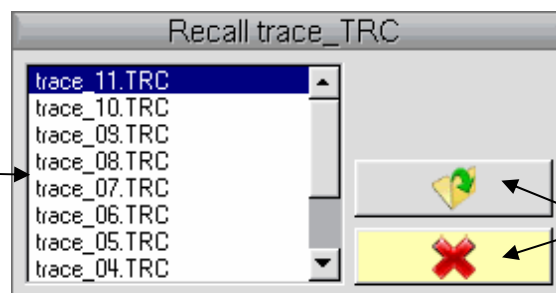 Recall trace_TRC
trace_11.TRC
trace_10.TRC
trace_09.TRC
trace_08.TRC
trace_07.TRC
trace_06.TRC
trace_05.TRC
trace_04.TRC